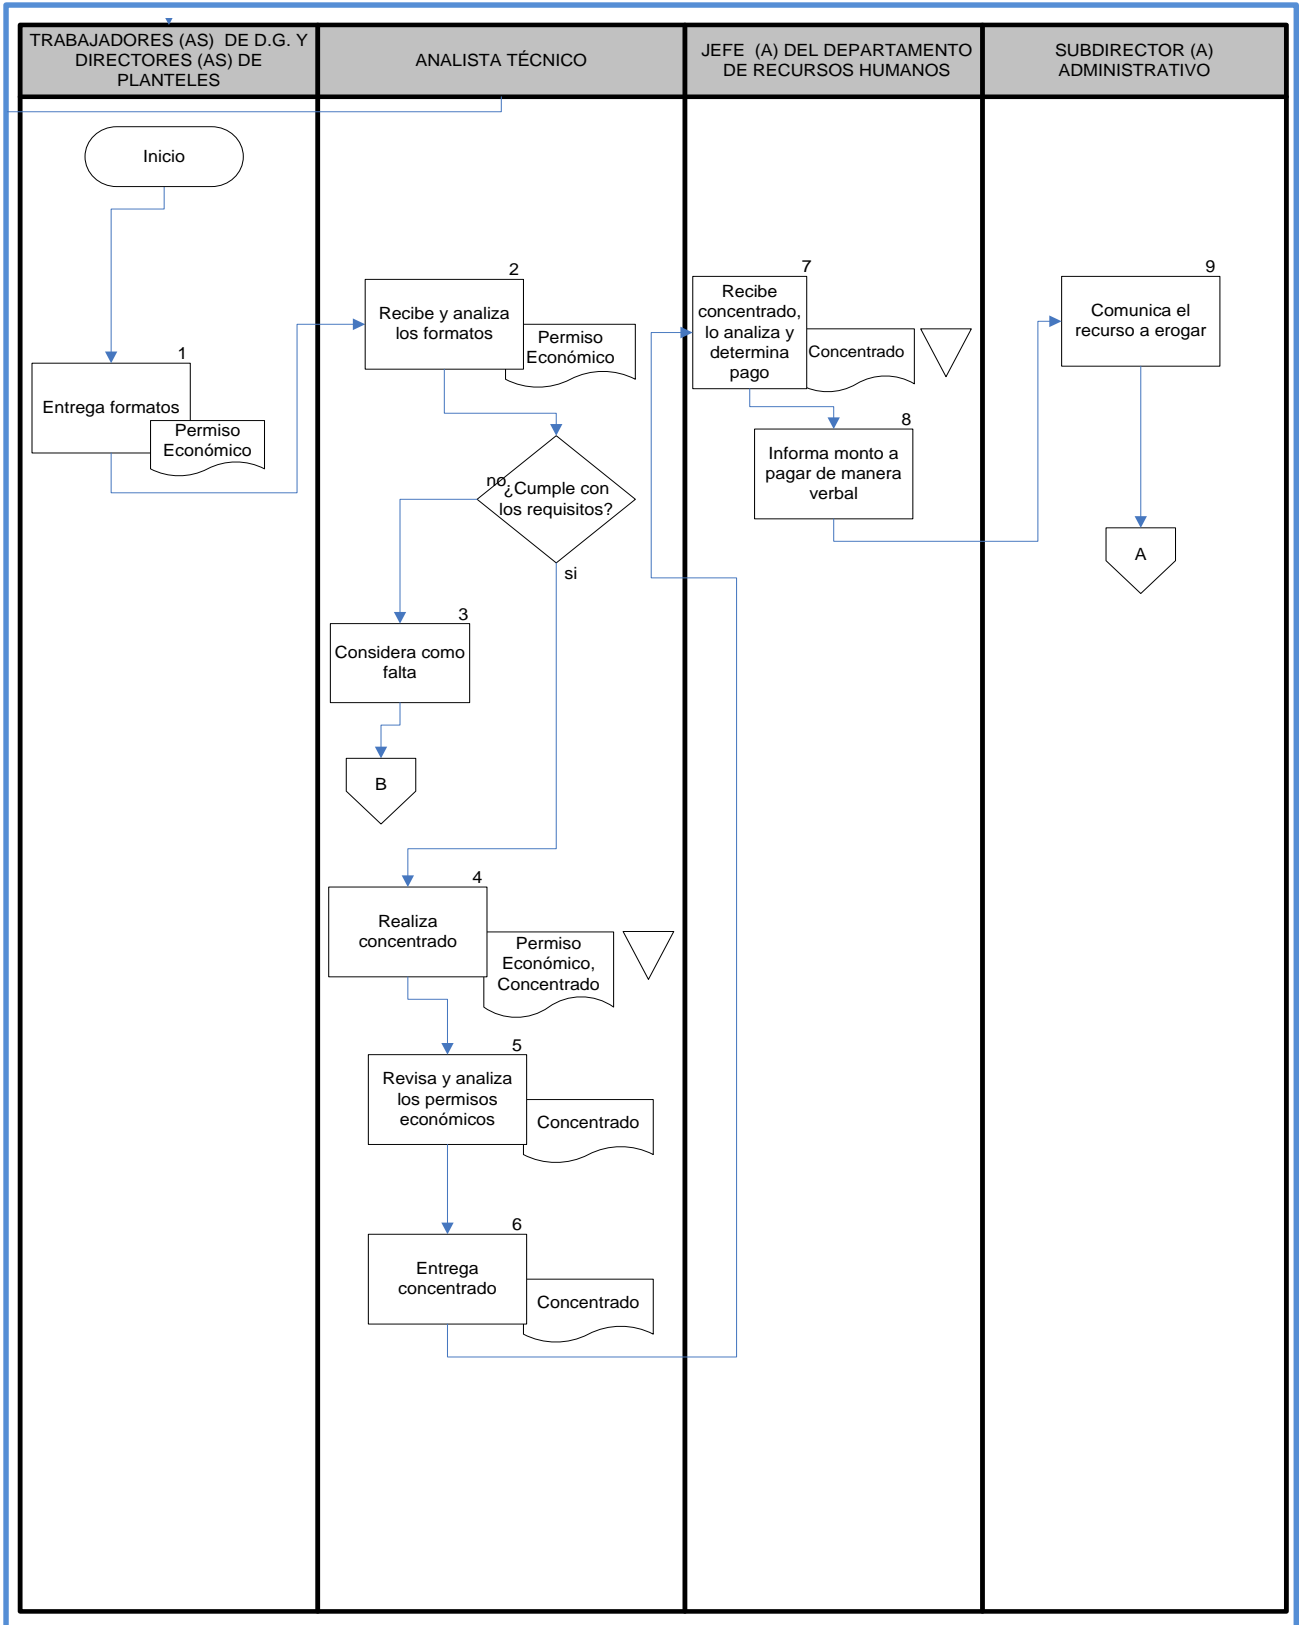 TRABAJADORES (AS) DE D.G. Y
DIRECTORES (AS) DE
PLANTELES
ANALISTA TÉCNICO
JEFE (A) DEL DEPARTAMENTO
DE RECURSOS HUMANOS
SUBDIRECTOR (A)
ADMINISTRATIVO
Inicio
1
Entrega formatos
Permiso
Económico
2
Recibe y analiza
los formatos
Permiso
Económico
no
¿Cumple con
los requisitos?
si
3
Considera como
falta
B
4
Realiza
concentrado
Permiso
Económico,
Concentrado
5
Revisa y analiza
los permisos
económicos
Concentrado
6
Entrega
concentrado
Concentrado
7
Recibe
concentrado,
lo analiza y
determina
pago
Concentrado
8
Informa monto a
pagar de manera
verbal
9
Comunica el
recurso a erogar
A